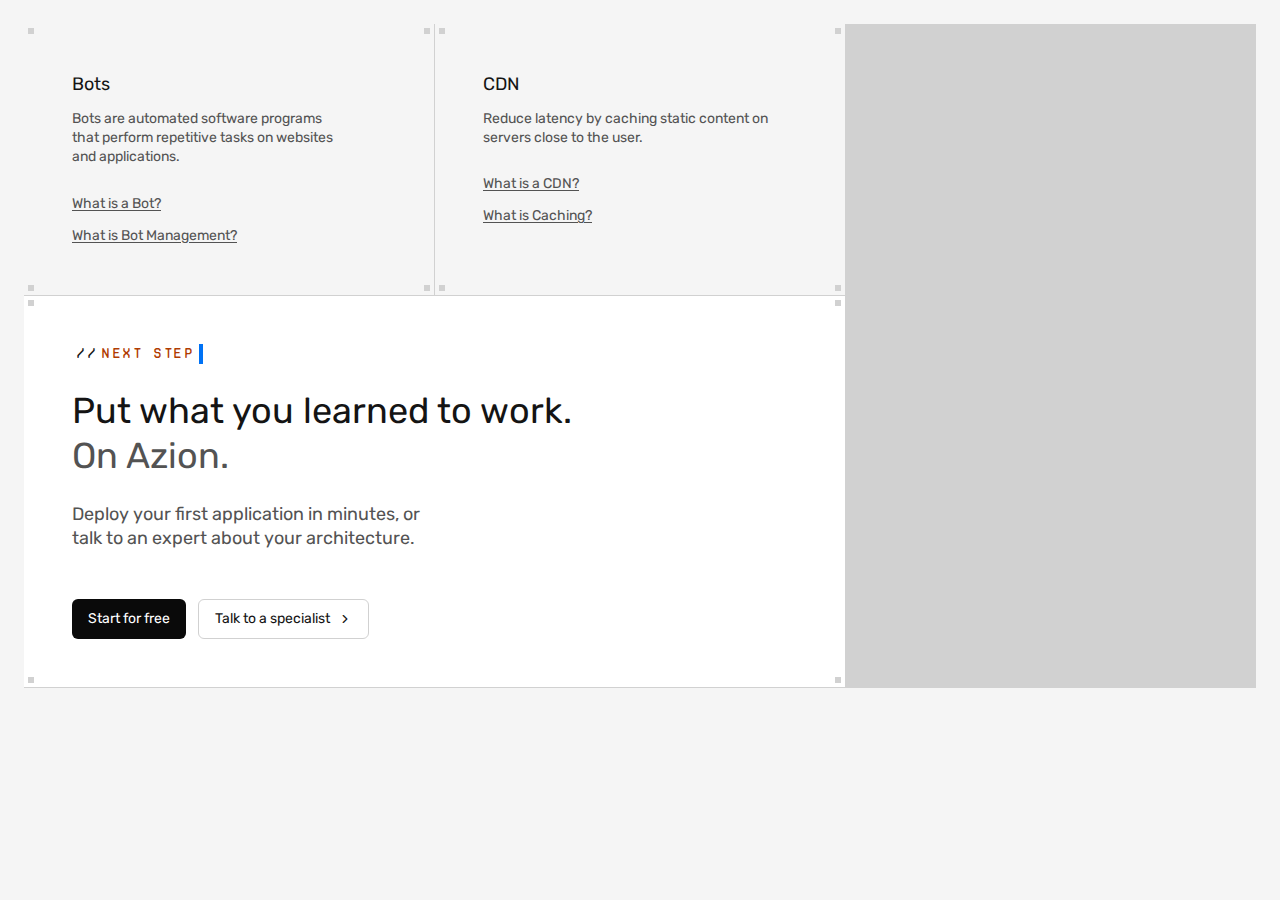 Bots
Bots are automated software programs
that perform repetitive tasks on websites
and applications.
What is a Bot?
What is Bot Management?
CDN
Reduce latency by caching static content on
servers close to the user.
What is a CDN?
What is Caching?
// NEXT STEP
Put what you learned to work.
On Azion.
Deploy your first application in minutes, or
talk to an expert about your architecture.
Start for free
Talk to a specialist